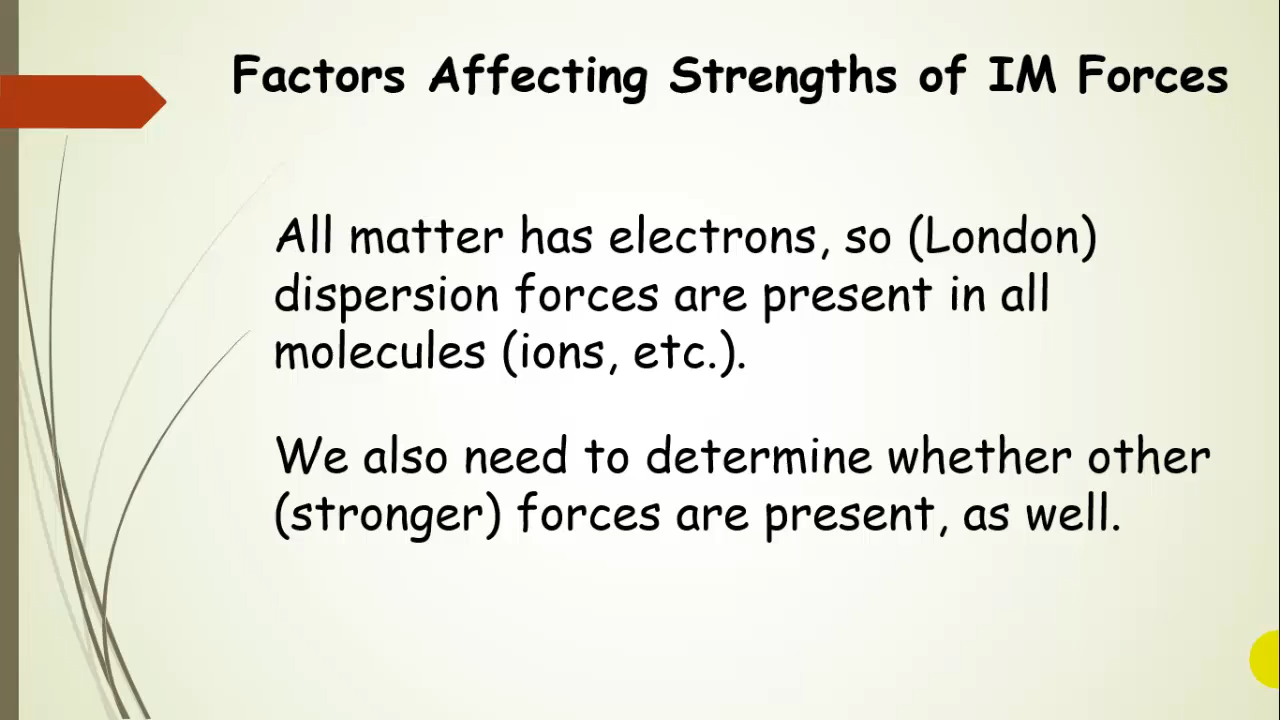 Factors Affecting Strengths of IM Forces
All matter has electrons, so (London)
dispersion forces are present in all
molecules (ions, etc.).
We also need to determine whether other
(stronger) forces are present, as well.